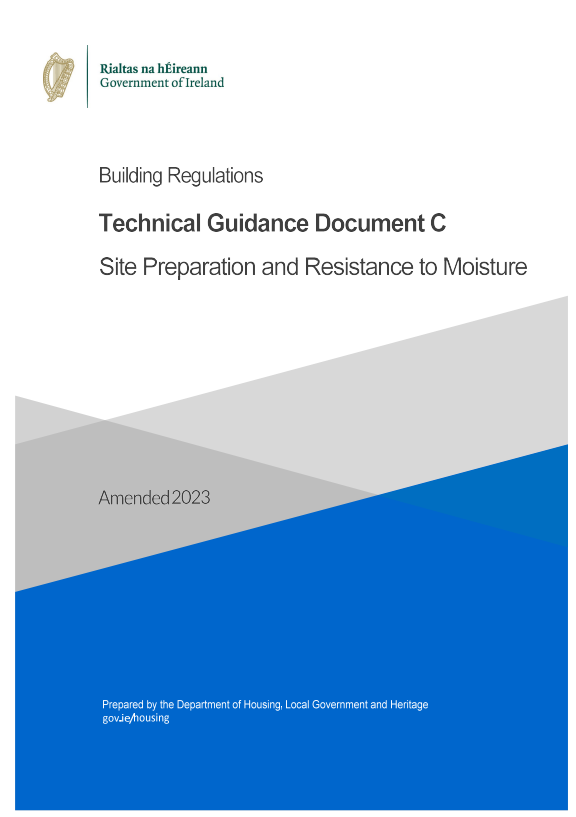 Rialtas na hÉireann
Government of Ireland
Building Regulations
Technical Guidance Document C
Site Preparation and Resistance to Moisture
Amended 2023
Prepared by the Department of Housing, Local Government and Heritage
gov.ie/housing